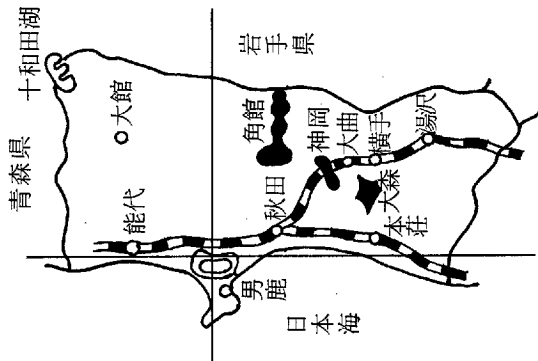 青森県
十和田湖
能代
大館
岩手県
男鹿
秋田
角館
神岡
大曲
横手
湯沢
大森
本荘
日本海